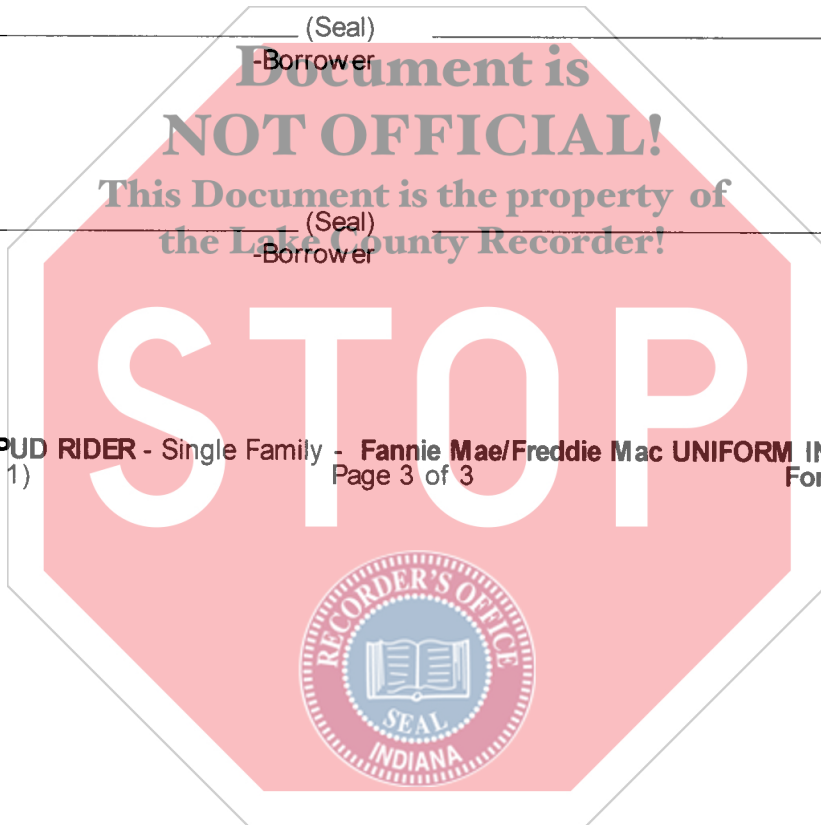 (Seal)
-Borrower
Document is
NOT OFFICIAL!
This Document is the property of
(Seal)
the Lake County Recorder!
-Borrower
STOP
PUD RIDER - Single Family - Fannie Mae/Freddie Mac UNIFORM IN
1) Page 3 of 3 For
RECORDER'S OFFICE
SEAL
INDIANA